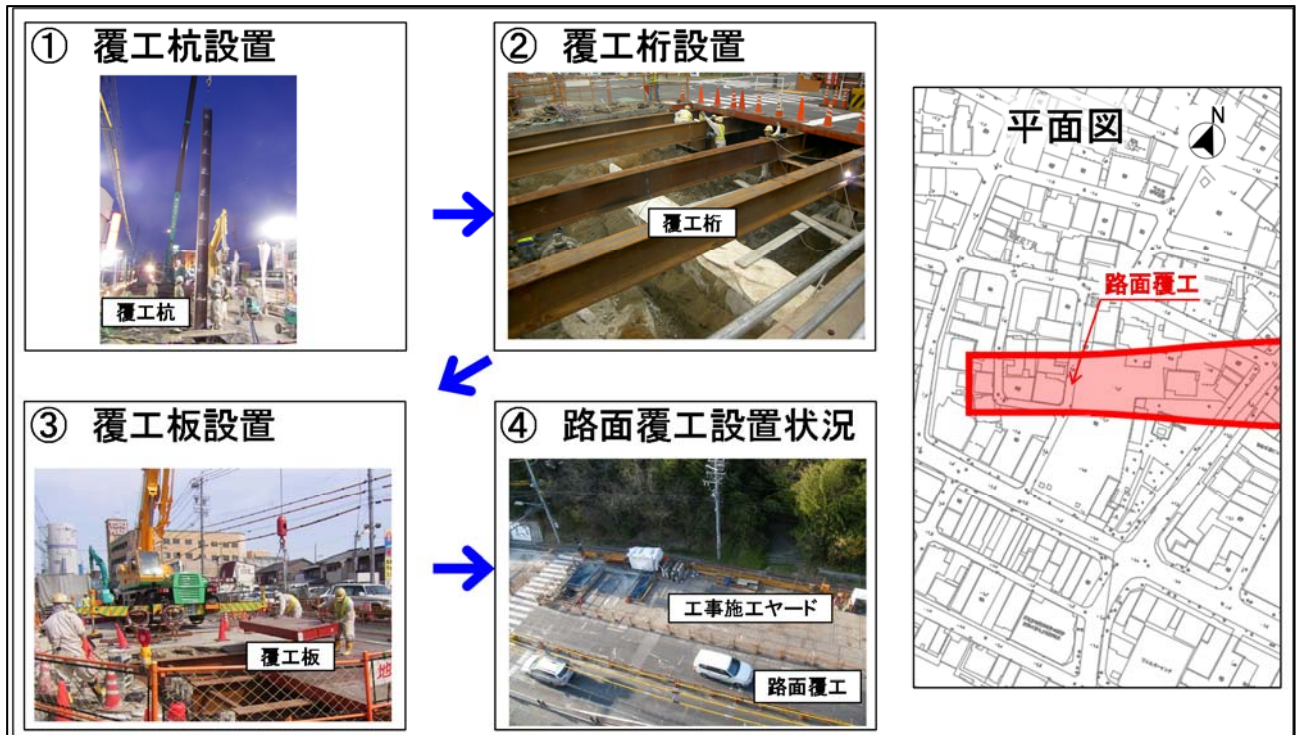 ① 覆工杭設置
覆工杭
② 覆工桁設置
覆工桁
③ 覆工板設置
覆工板
④ 路面覆工設置状況
工事施工ヤード
路面覆工
平面図
N
路面覆工